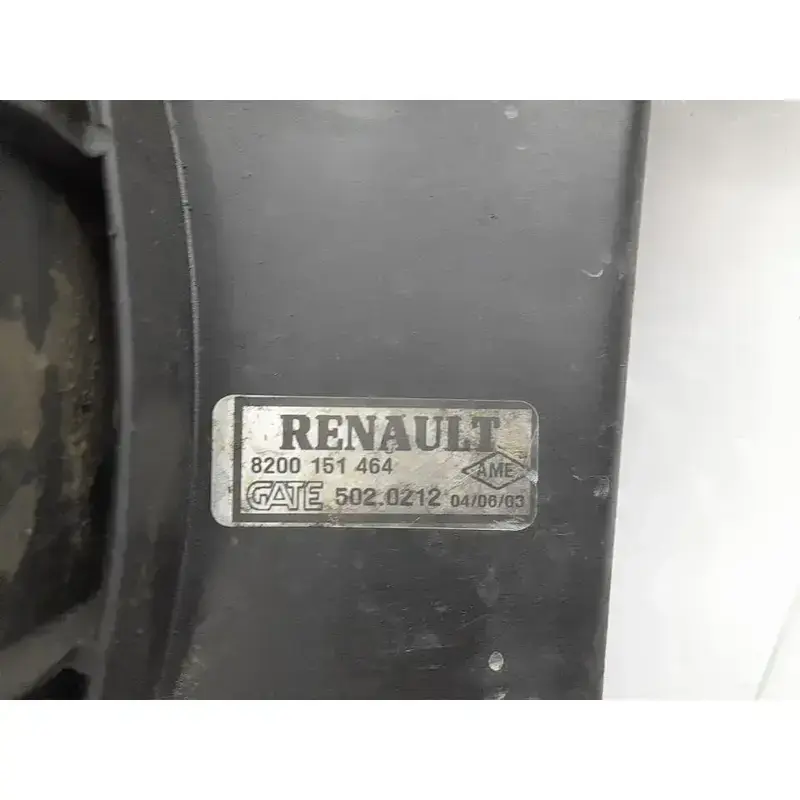 RENAULT
8200 151 464 AME
GATE 502.0212 04/06/03